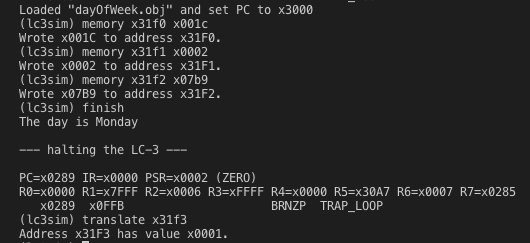 Loaded "dayOfWeek.obj" and set PC to x3000
(lc3sim) memory x31f0 x001c
Wrote x001C to address x31F0.
(lc3sim) memory x31f1 x0002
Wrote x0002 to address x31F1.
(lc3sim) memory x31f2 x07b9
Wrote x07B9 to address x31F2.
(lc3sim) finish
The day is Monday
--- halting the LC-3 ---
PC=x0289 IR=x0000 PSR=x0002 (ZERO)
R0=x0000 R1=x7FFF R2=x0006 R3=xFFFF R4=x0000 R5=x30A7 R6=x0007 R7=x0285
x0289 x0FFB BRNZP TRAP_LOOP
(lc3sim) translate x31f3
Address x31F3 has value x0001.